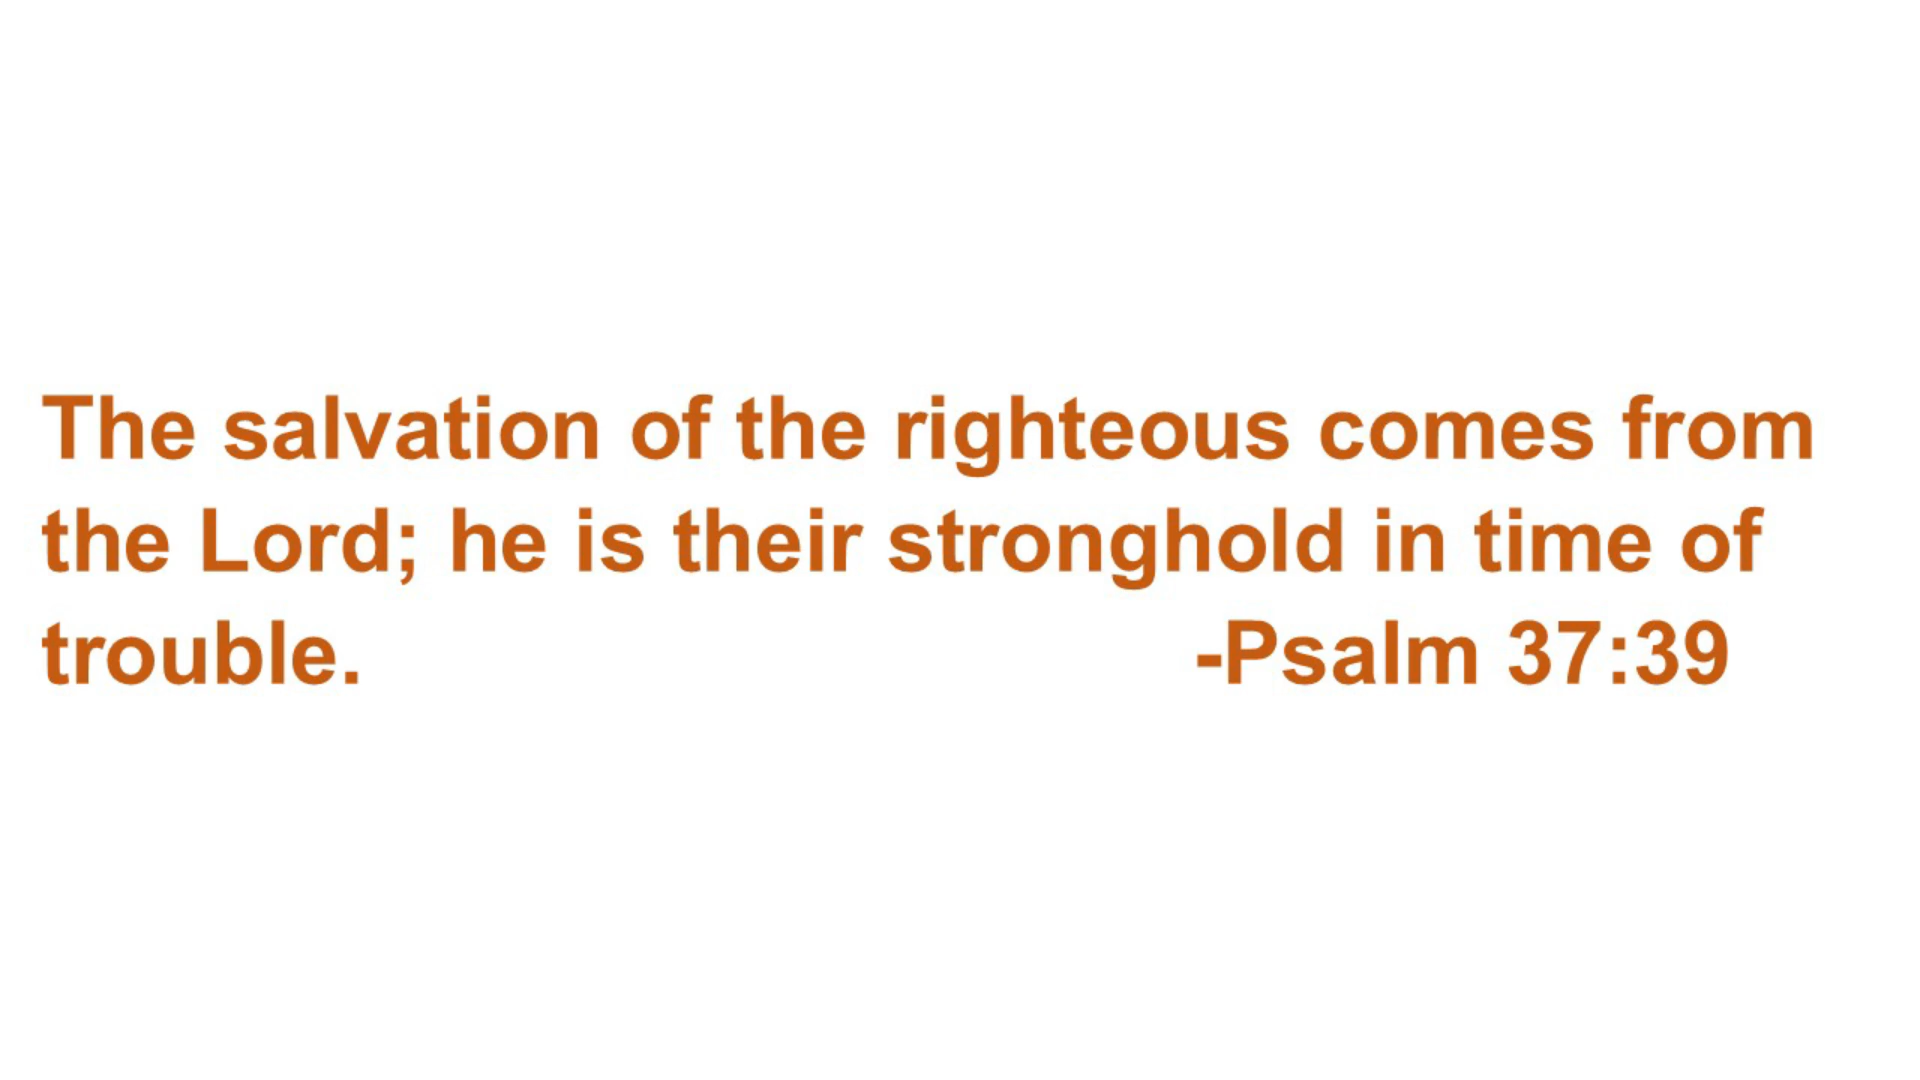 The salvation of the righteous comes from
the Lord; he is their stronghold in time of
trouble. -Psalm 37:39